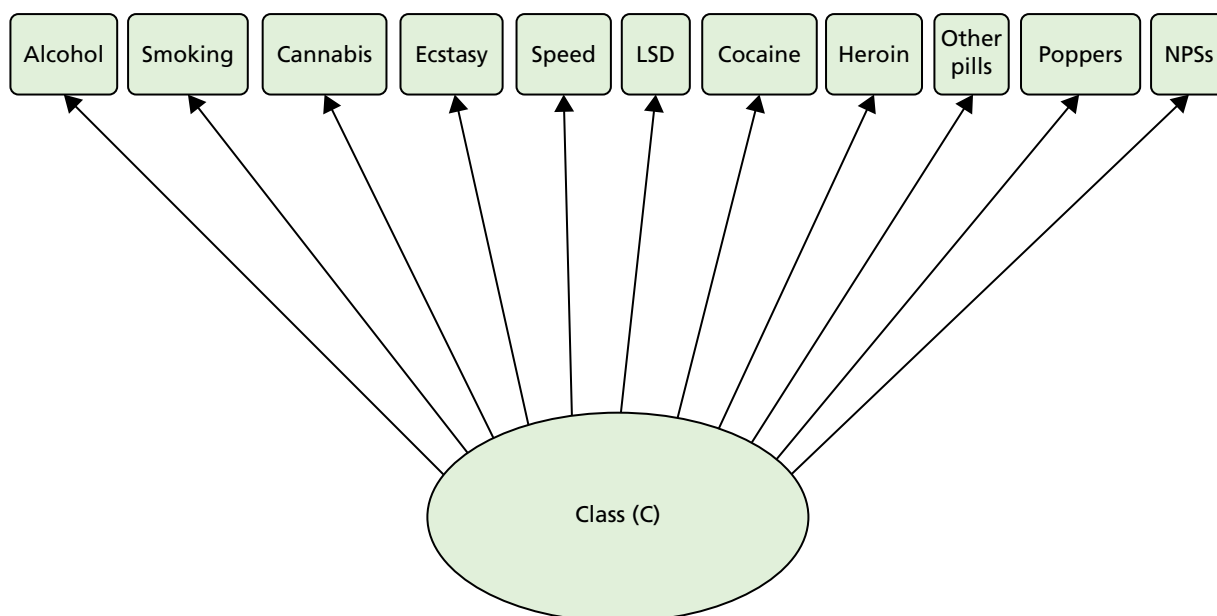 Alcohol
Smoking
Cannabis
Ecstasy
Speed
LSD
Cocaine
Heroin
Other
pills
Poppers
NPSs
Class (C)